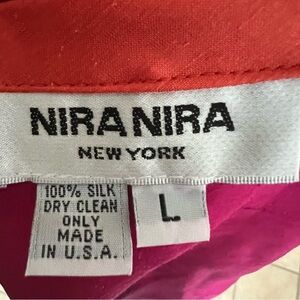 NIRA NIRA
NEW YORK
100% SILK
DRY CLEAN
ONLY
MADE
IN U.S.A.
L